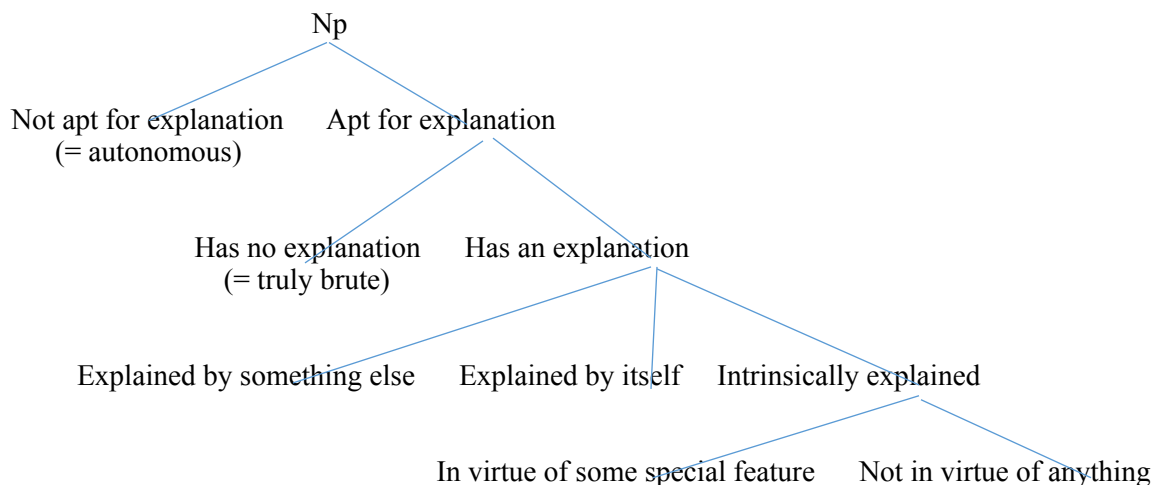 Np
Not apt for explanation Apt for explanation
(= autonomous)
Has no explanation Has an explanation
(= truly brute)
Explained by something else Explained by itself Intrinsically explained
In virtue of some special feature Not in virtue of anything